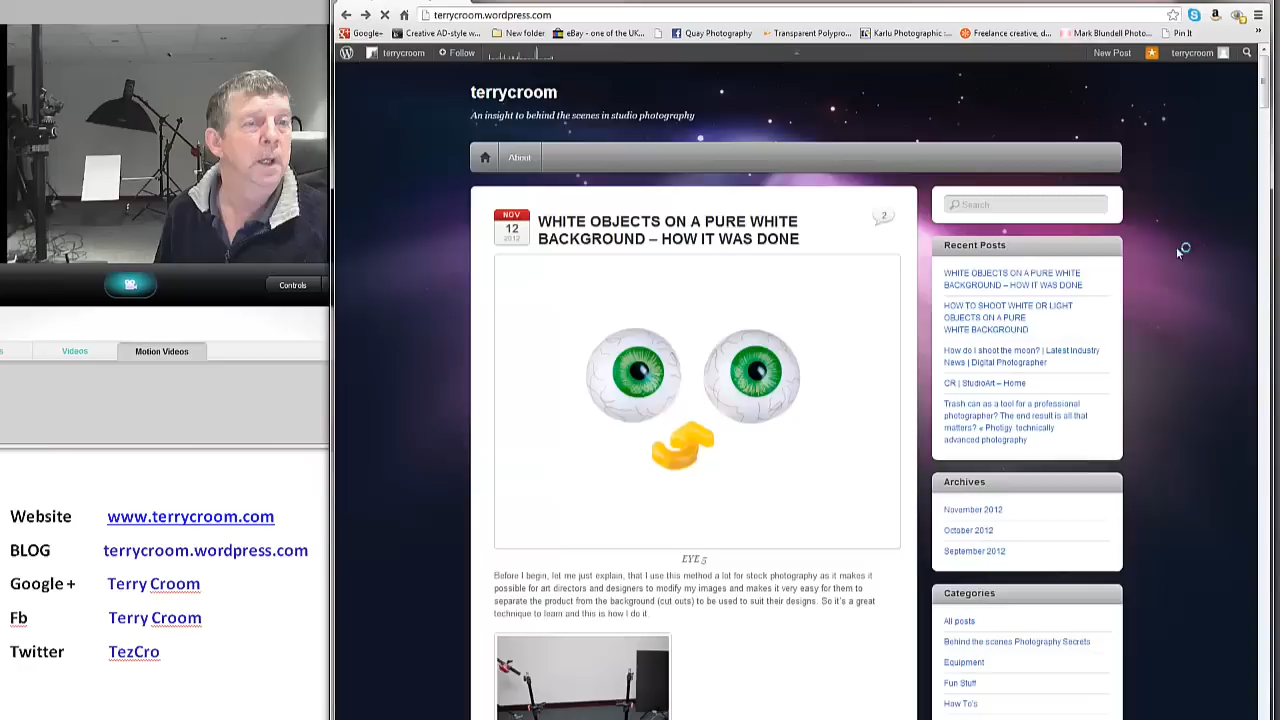 terrycroom.wordpress.com
Google+
Creative AD-style w...
New folder
eBay - one of the UK...
Quay Photography
Transparent Polypro...
Karlu Photographic :...
Freelance creative, d...
Mark Blundell Photo...
Pin It
terrycroom
Follow
New Post
terrycroom
terrycroom
An insight to behind the scenes in studio photography
About
NOV
12
2012
WHITE OBJECTS ON A PURE WHITE
BACKGROUND – HOW IT WAS DONE
2
EYE 5
Before I begin, let me just explain, that I use this method a lot for stock photography as it makes it
possible for art directors and designers to modify my images and makes it very easy for them to
separate the product from the background (cut outs) to be used to suit their designs. So it's a great
technique to learn and this is how I do it.
Search
Recent Posts
WHITE OBJECTS ON A PURE WHITE
BACKGROUND – HOW IT WAS DONE
HOW TO SHOOT WHITE OR LIGHT
OBJECTS ON A PURE
WHITE BACKGROUND
How do I shoot the moon? | Latest Industry
News | Digital Photographer
CR | StudioArt – Home
Trash can as a tool for a professional
photographer? The end result is all that
matters? « Photigy: technically
advanced photography
Archives
November 2012
October 2012
September 2012
Categories
All posts
Behind the scenes Photography Secrets
Equipment
Fun Stuff
How To's
Controls
s
Videos
Motion Videos
Website www.terrycroom.com
BLOG terrycroom.wordpress.com
Google + Terry Croom
Fb Terry Croom
Twitter TezCro